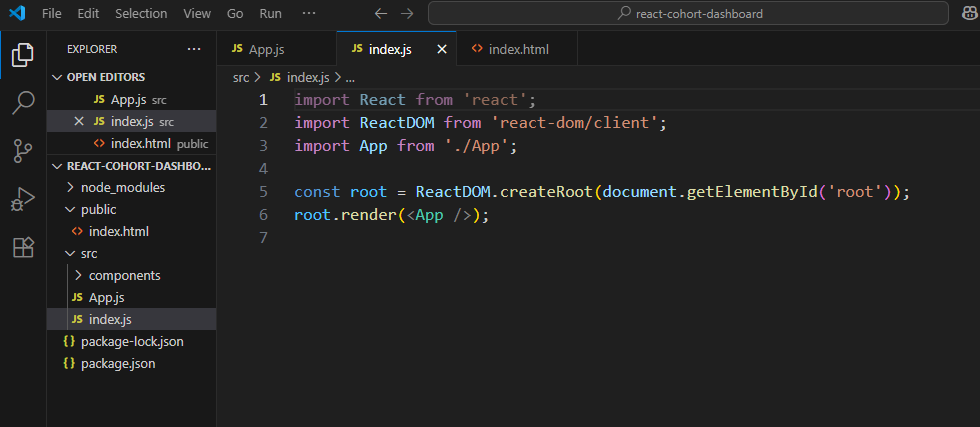 File Edit Selection View Go Run ··· ← → react-cohort-dashboard
EXPLORER ···
OPEN EDITORS
JS App.js src
JS index.js src
<> index.html public
REACT-COHORT-DASHBO...
node_modules
public
<> index.html
src
components
JS App.js
JS index.js
{} package-lock.json
{} package.json
JS App.js JS index.js × <> index.html
src > JS index.js > ...
1 import React from 'react';
2 import ReactDOM from 'react-dom/client';
3 import App from './App';
4
5 const root = ReactDOM.createRoot(document.getElementById('root'));
6 root.render(<App />);
7